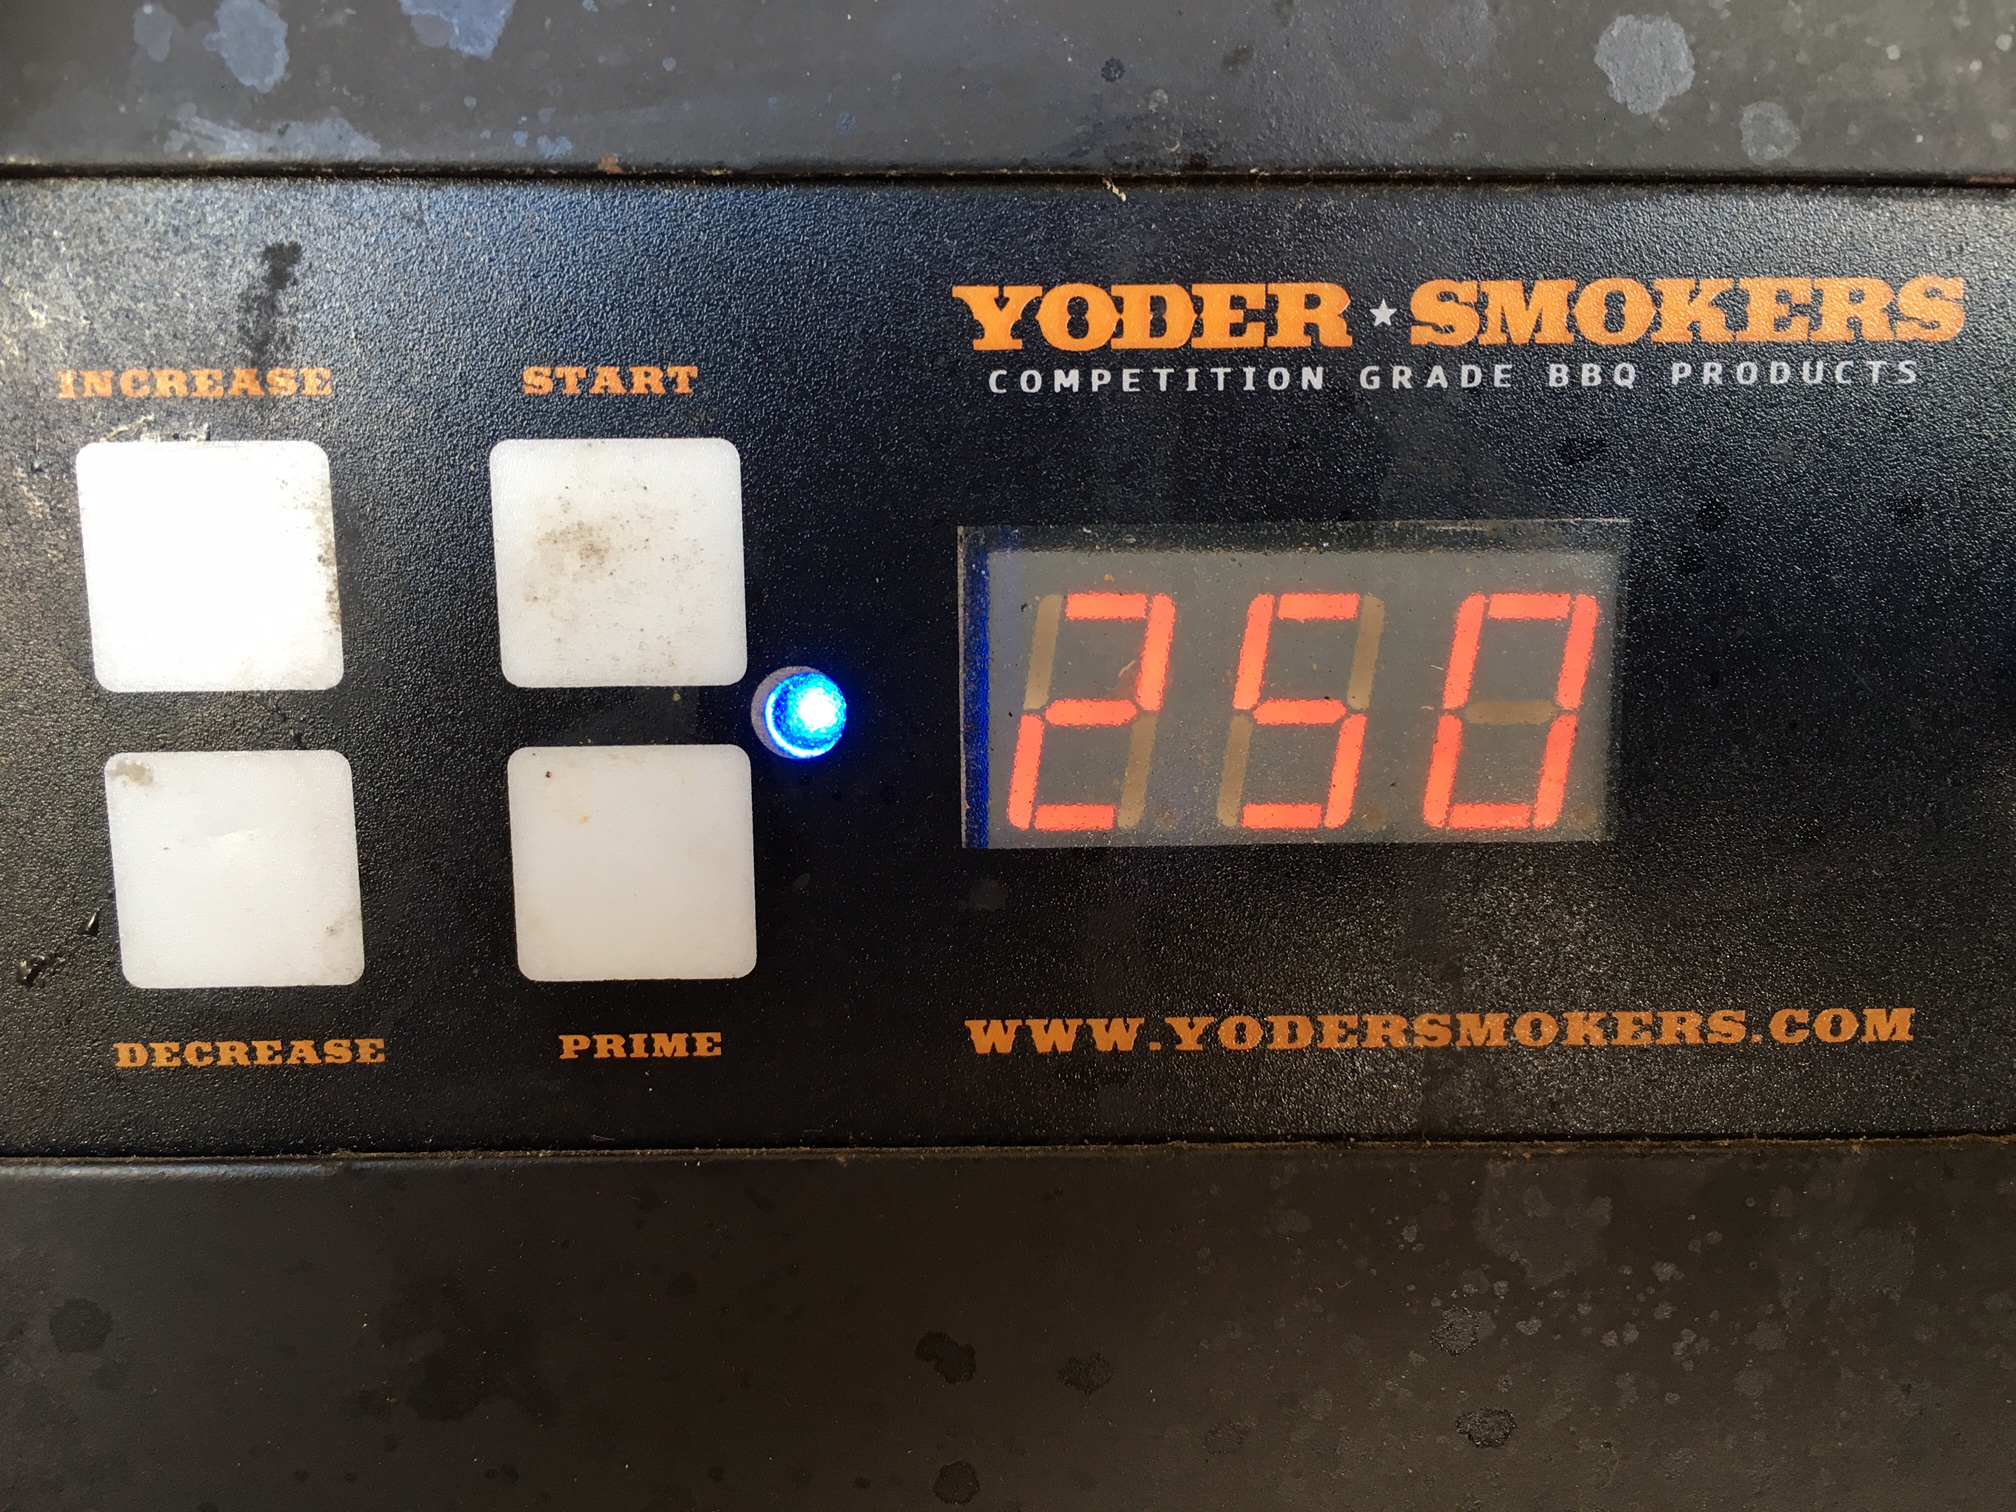 YODER★SMOKERS
COMPETITION GRADE BBQ PRODUCTS
INCREASE
START
250
DECREASE
PRIME
WWW.YODERSMOKERS.COM